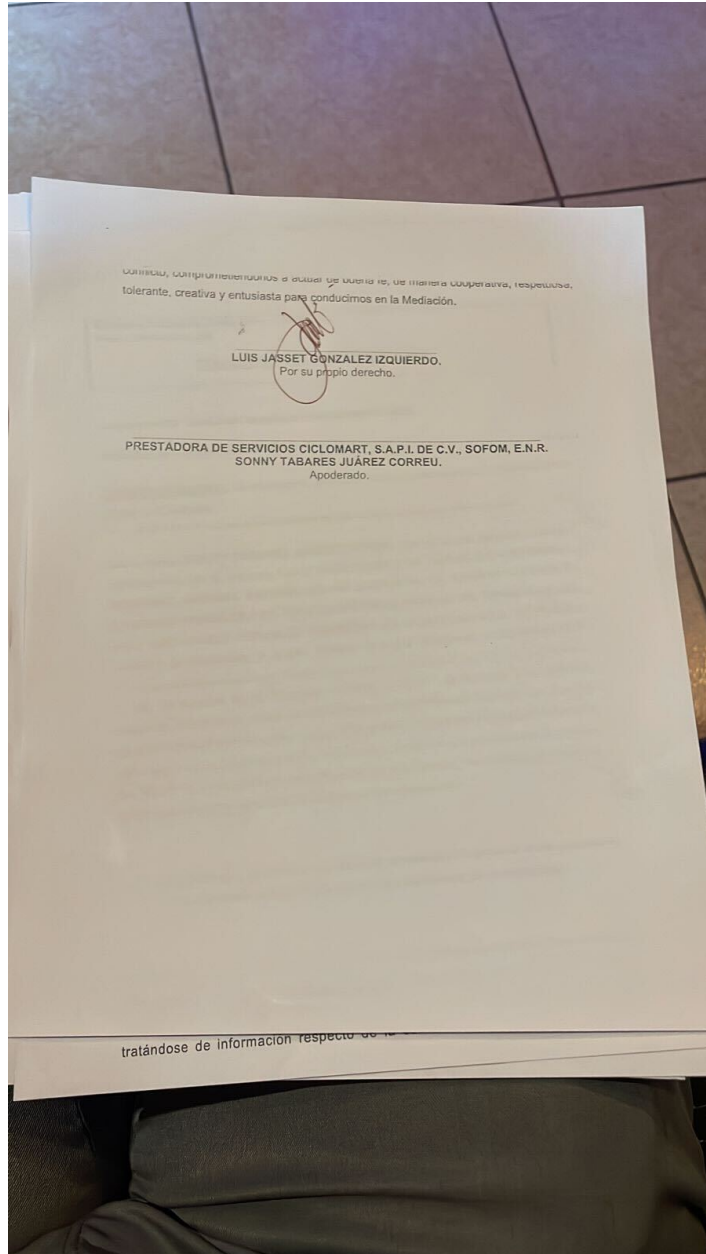 conflicto, comprometiéndonos a actuar de buena fe, de manera cooperativa, respetuosa,
tolerante, creativa y entusiasta para conducirnos en la Mediación.
LUIS JASSET GONZALEZ IZQUIERDO.
Por su propio derecho.
PRESTADORA DE SERVICIOS CICLOMART, S.A.P.I. DE C.V., SOFOM, E.N.R.
SONNY TABARES JUÁREZ CORREU.
Apoderado.
tratándose de información respecto de la